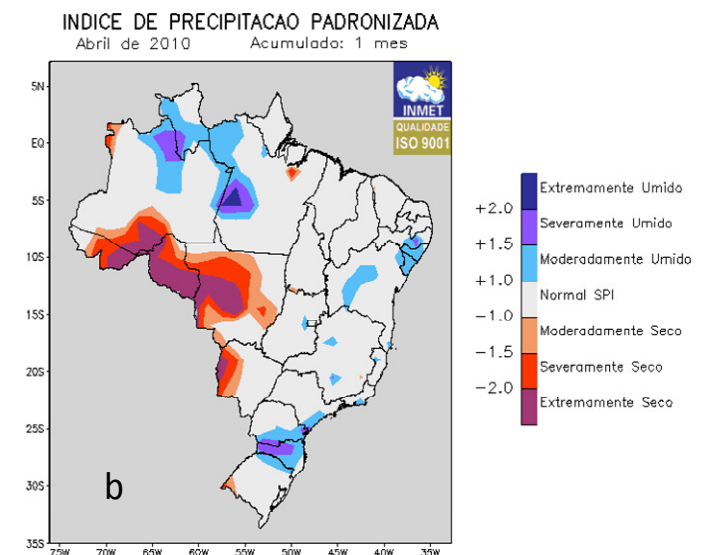 INDICE DE PRECIPITACAO PADRONIZADA
Abril de 2010 Acumulado: 1 mes
INMET
QUALIDADE
ISO 9001
5N
EQ
5S
10S
15S
20S
25S
30S
35S
75W 70W 65W 60W 55W 50W 45W 40W 35W
b
Extremamente Umido
+2.0
Severamente Umido
+1.5
Moderadamente Umido
+1.0
Normal SPI
-1.0
Moderadamente Seco
-1.5
Severamente Seco
-2.0
Extremamente Seco